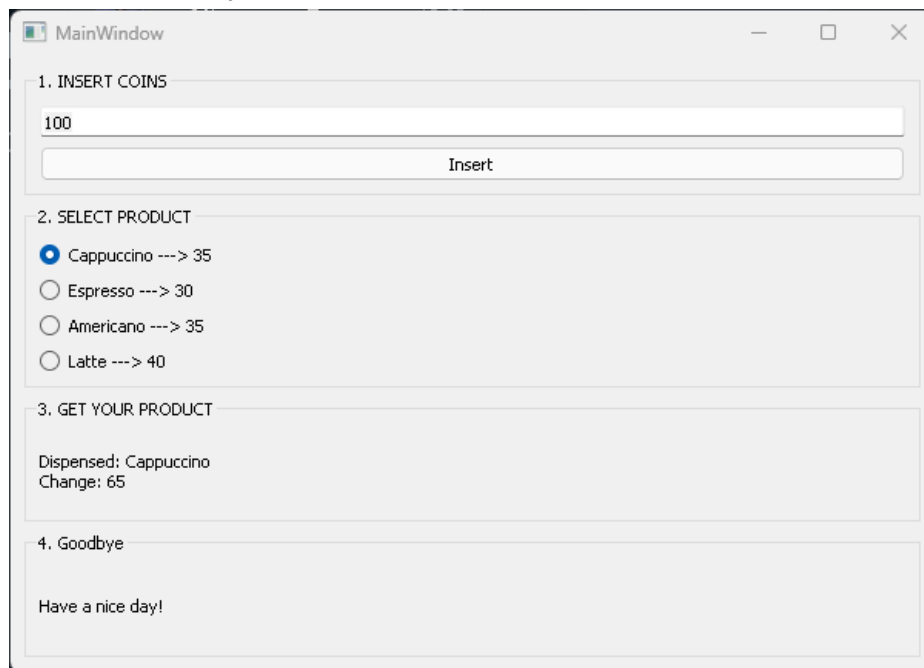 MainWindow
1. INSERT COINS
100
Insert
2. SELECT PRODUCT
Cappuccino ---> 35
Espresso ---> 30
Americano ---> 35
Latte ---> 40
3. GET YOUR PRODUCT
Dispensed: Cappuccino
Change: 65
4. Goodbye
Have a nice day!